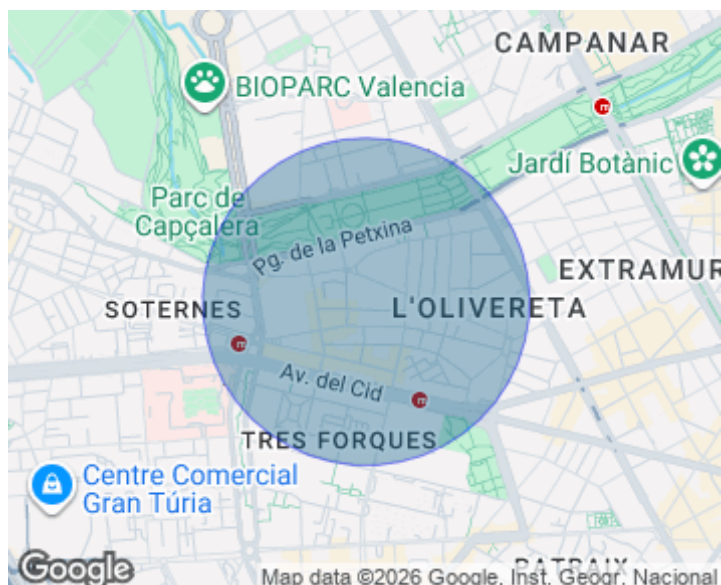 CAMPANAR
BIOPARC Valencia
Jardí Botànic
Parc de
Capçalera
Pg. de la Petxina
EXTRAMUR
SOTERNES
L'OLIVERETA
Av. del Cid
TRES FORQUES
Centre Comercial
Gran Túria
PATRAIX
Google
Map data ©2026 Google, Inst. Geogr. Nacional